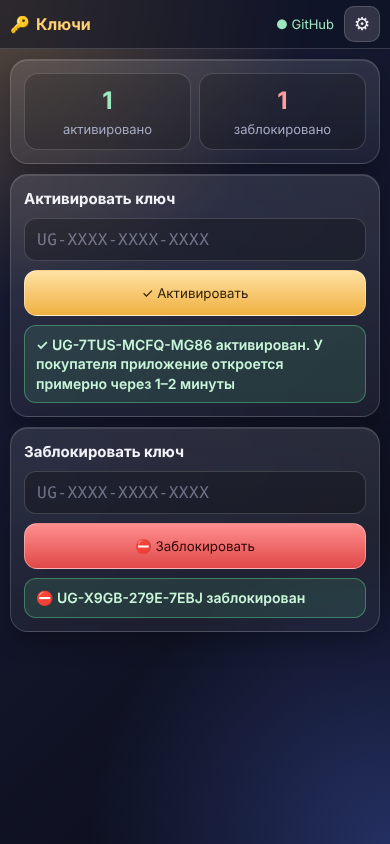 🔑 Ключи
GitHub
⚙
1
активировано
1
заблокировано
Активировать ключ
UG-XXXX-XXXX-XXXX
✓ Активировать
✓ UG-7TUS-MCFQ-MG86 активирован. У
покупателя приложение откроется
примерно через 1–2 минуты
Заблокировать ключ
UG-XXXX-XXXX-XXXX
⛔ Заблокировать
⛔ UG-X9GB-279E-7EBJ заблокирован